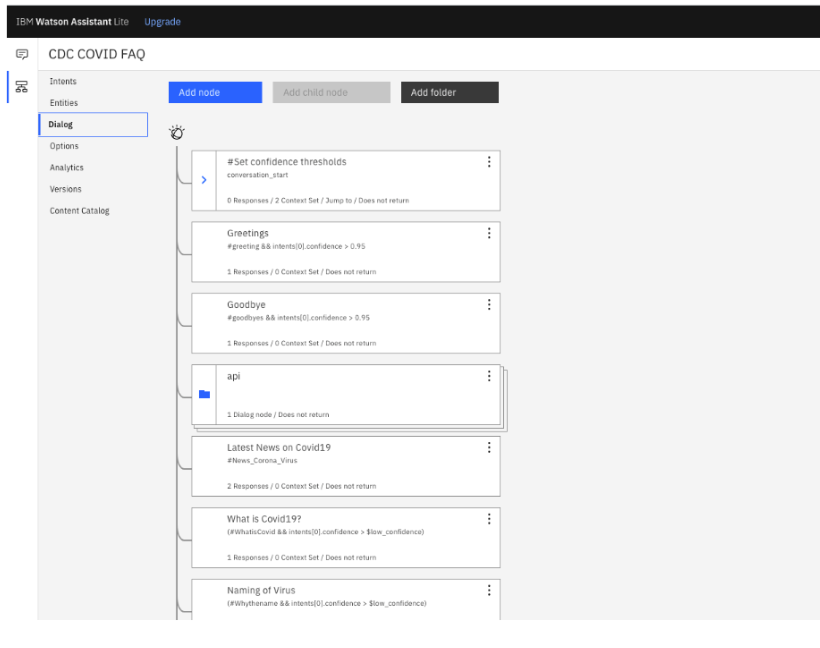 IBM Watson Assistant Lite Upgrade
CDC COVID FAQ
Intents
Entities
Dialog
Options
Analytics
Versions
Content Catalog
Add node Add child node Add folder
#Set confidence thresholds
conversation_start
0 Responses / 2 Context Set / Jump to / Does not return
Greetings
#greeting && intents[0].confidence > 0.95
1 Responses / 0 Context Set / Does not return
Goodbye
#goodbyes && intents[0].confidence > 0.95
1 Responses / 0 Context Set / Does not return
api
1 Dialog node / Does not return
Latest News on Covid19
#News_Corona_Virus
2 Responses / 0 Context Set / Does not return
What is Covid19?
(#WhatisCovid && intents[0].confidence > $low_confidence)
1 Responses / 0 Context Set / Does not return
Naming of Virus
(#Whythename && intents[0].confidence > $low_confidence)